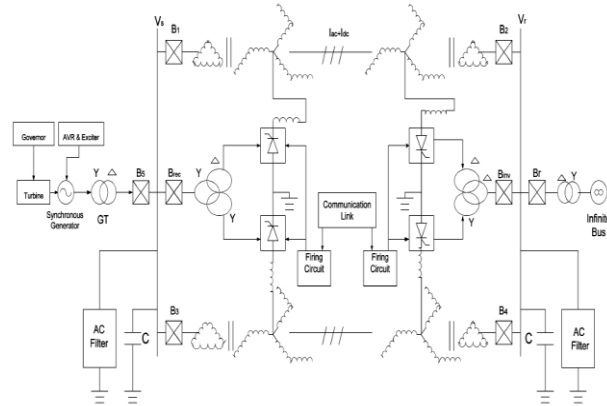 Vs
Vr
B1
Iac+Idc
B2
Governor
AVR & Exciter
Y
Δ
B5
Brec
Y
Δ
Y
Δ
Y
Y
Binv
Br
Δ
Y
Turbine
Synchronous
Generator
GT
Communication
Link
Infinite
Bus
Firing
Circuit
Firing
Circuit
AC
Filter
C
B3
B4
C
AC
Filter